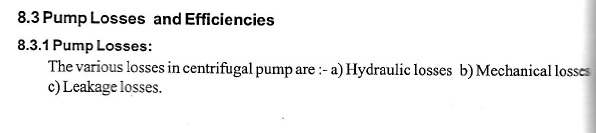 8.3 Pump Losses and Efficiencies
8.3.1 Pump Losses:
The various losses in centrifugal pump are :- a) Hydraulic losses b) Mechanical losses
c) Leakage losses.